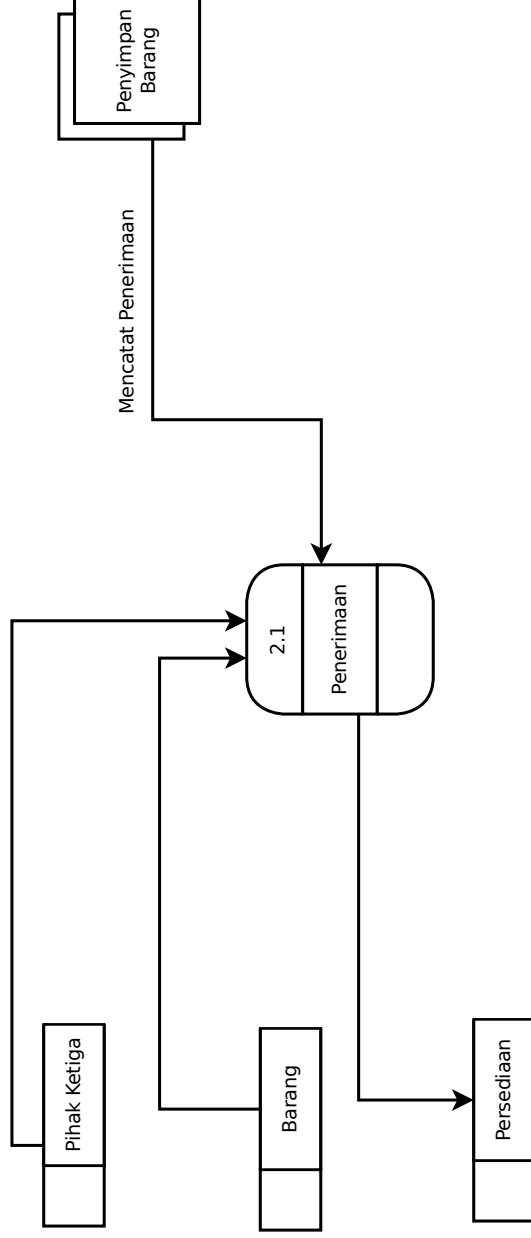 Pihak Ketiga
Barang
Persediaan
2.1
Penerimaan
Mencatat Penerimaan
Penyimpan
Barang